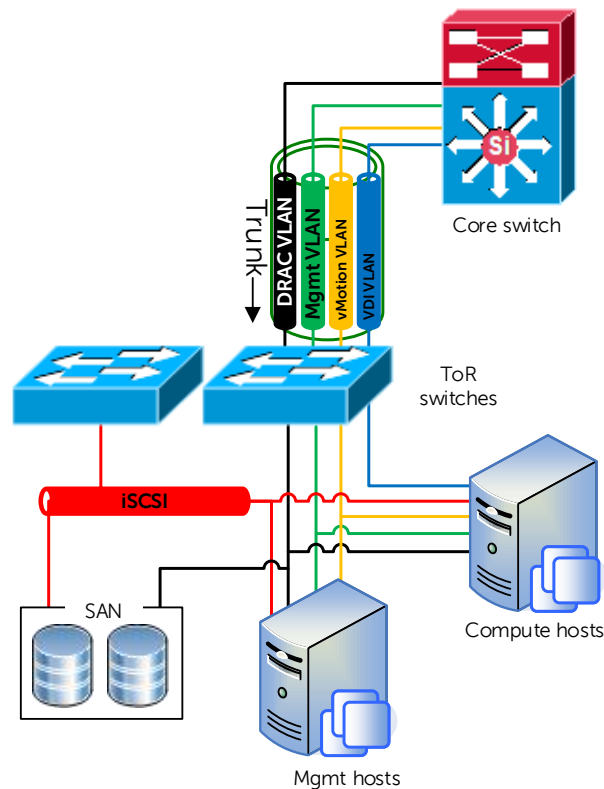 Si
Core switch
Trunk
DRAC VLAN
Mgmt VLAN
vMotion VLAN
VDI VLAN
ToR
switches
iSCSI
SAN
Compute hosts
Mgmt hosts